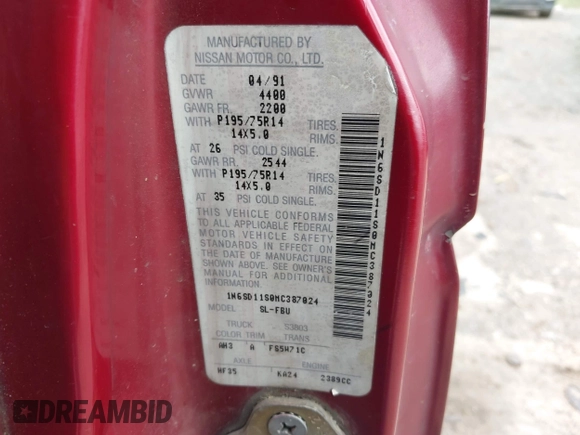 MANUFACTURED BY
NISSAN MOTOR CO., LTD.
DATE 04/91
GVWR 4400
GAWR FR. 2200
WITH P195/75R14 TIRES.
14X5.0 RIMS.
AT 26 PSI COLD SINGLE.
GAWR RR. 2544
WITH P195/75R14 TIRES.
14X5.0 RIMS.
AT 35 PSI COLD SINGLE.
THIS VEHICLE CONFORMS
TO ALL APPLICABLE FEDERAL
MOTOR VEHICLE SAFETY
STANDARDS IN EFFECT ON
THE DATE OF MANUFACTURE
SHOWN ABOVE. SEE OWNER'S
MANUAL FOR ADDITIONAL
INFORMATION.
1N6SD11S0MC387024
MODEL SL-FBU
TRUCK S3803
COLOR TRIM TRANS
AH3 A FS5W71C
AXLE ENGINE
HF35 KA24 2389CC
1N6SD11S0MC387024
DREAMBID